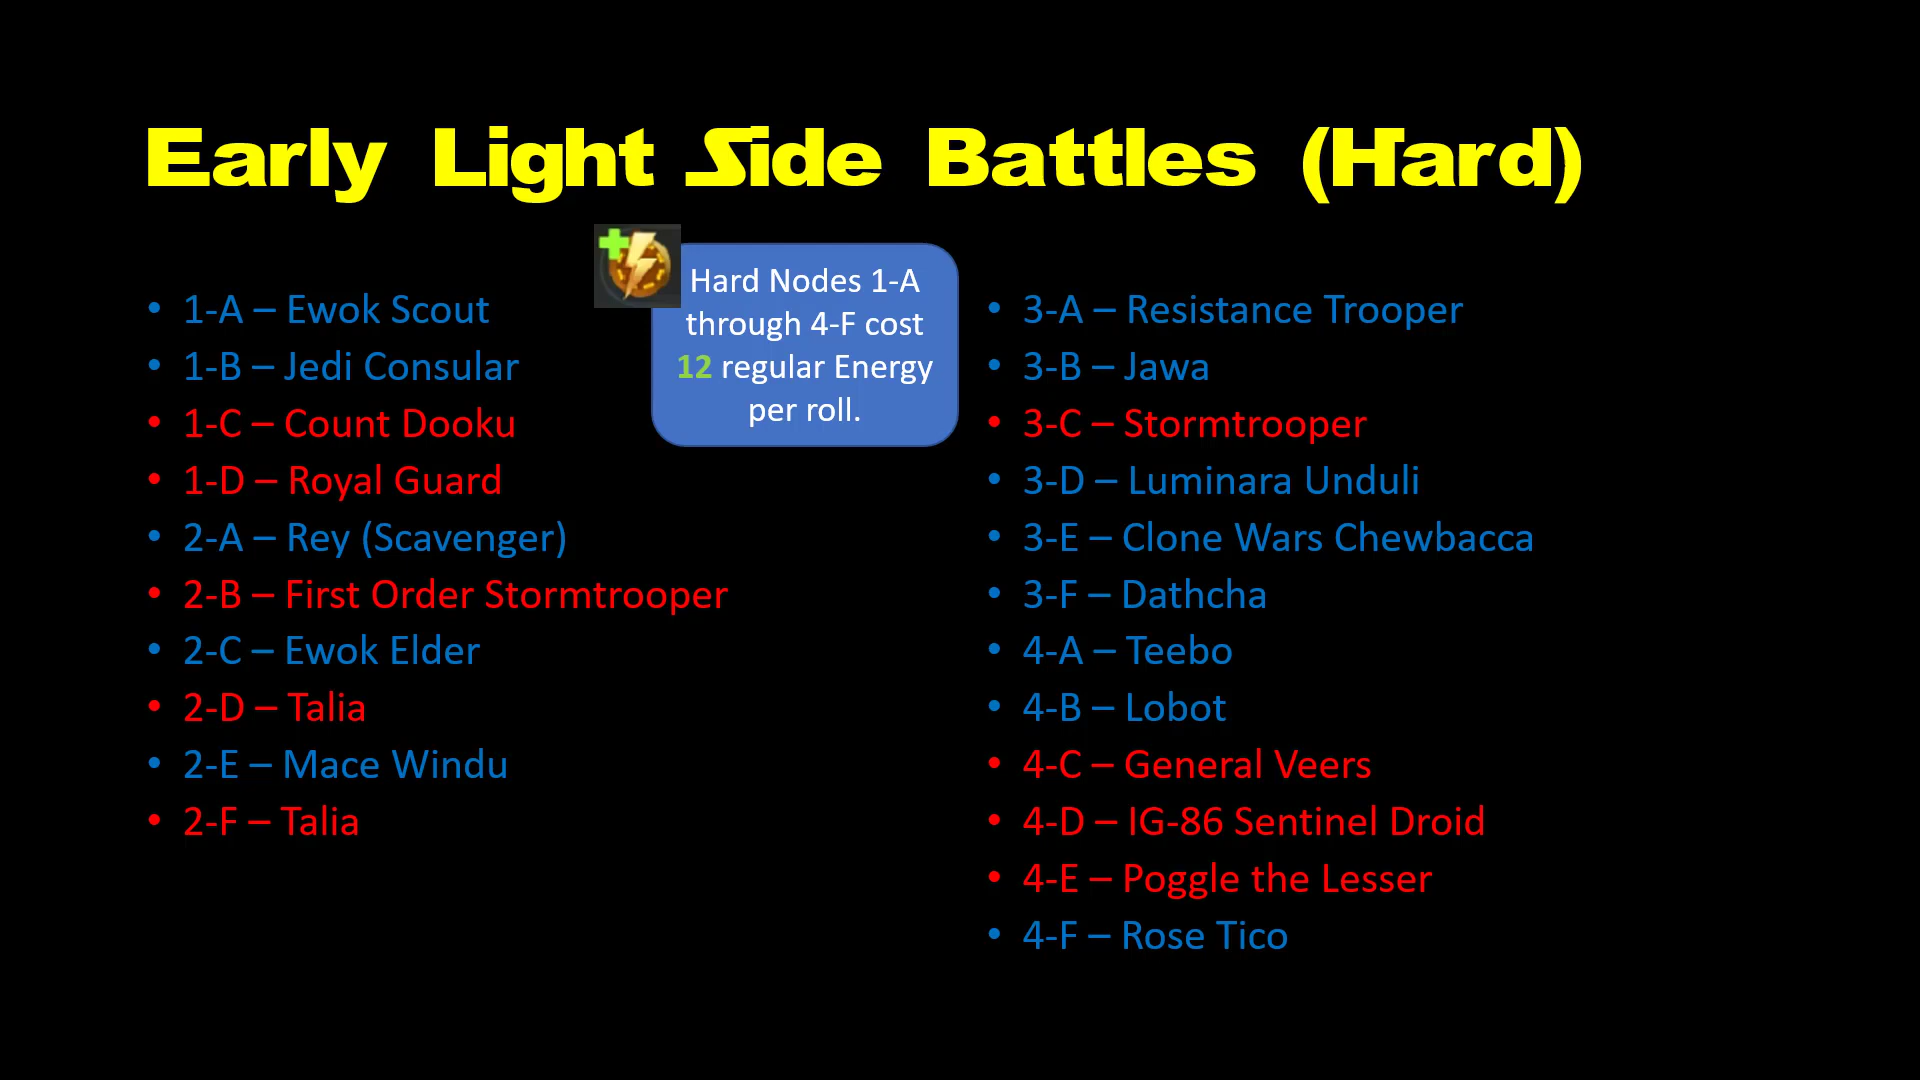 Early Light Side Battles (Hard)
Hard Nodes 1-A
through 4-F cost
12 regular Energy
per roll.
• 1-A – Ewok Scout
• 1-B – Jedi Consular
• 1-C – Count Dooku
• 1-D – Royal Guard
• 2-A – Rey (Scavenger)
• 2-B – First Order Stormtrooper
• 2-C – Ewok Elder
• 2-D – Talia
• 2-E – Mace Windu
• 2-F – Talia
• 3-A – Resistance Trooper
• 3-B – Jawa
• 3-C – Stormtrooper
• 3-D – Luminara Unduli
• 3-E – Clone Wars Chewbacca
• 3-F – Dathcha
• 4-A – Teebo
• 4-B – Lobot
• 4-C – General Veers
• 4-D – IG-86 Sentinel Droid
• 4-E – Poggle the Lesser
• 4-F – Rose Tico